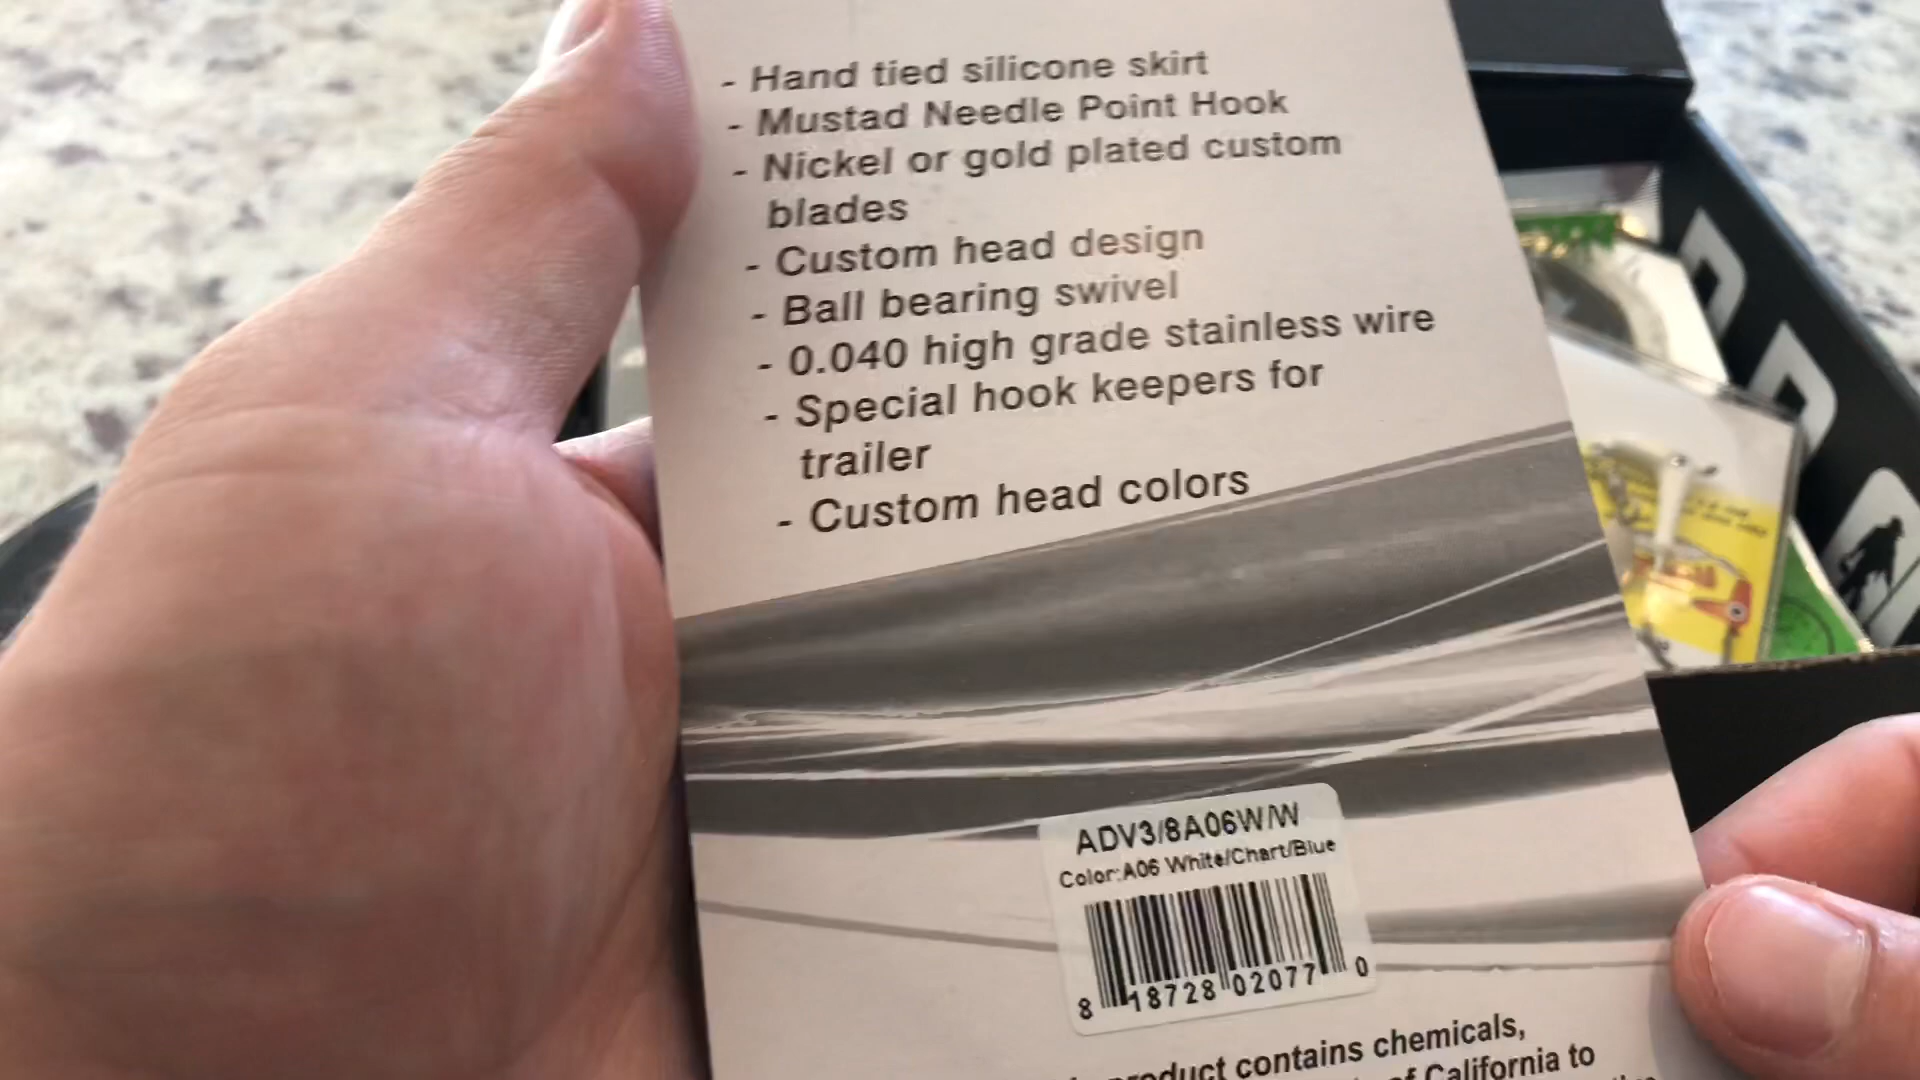 - Hand tied silicone skirt
- Mustad Needle Point Hook
- Nickel or gold plated custom
blades
- Custom head design
- Ball bearing swivel
- 0.040 high grade stainless wire
- Special hook keepers for
trailer
- Custom head colors
ADV3/8A06W/W
Color:A06 White/Chart/Blue
8 18728 02077 0
product contains chemicals,
of California to